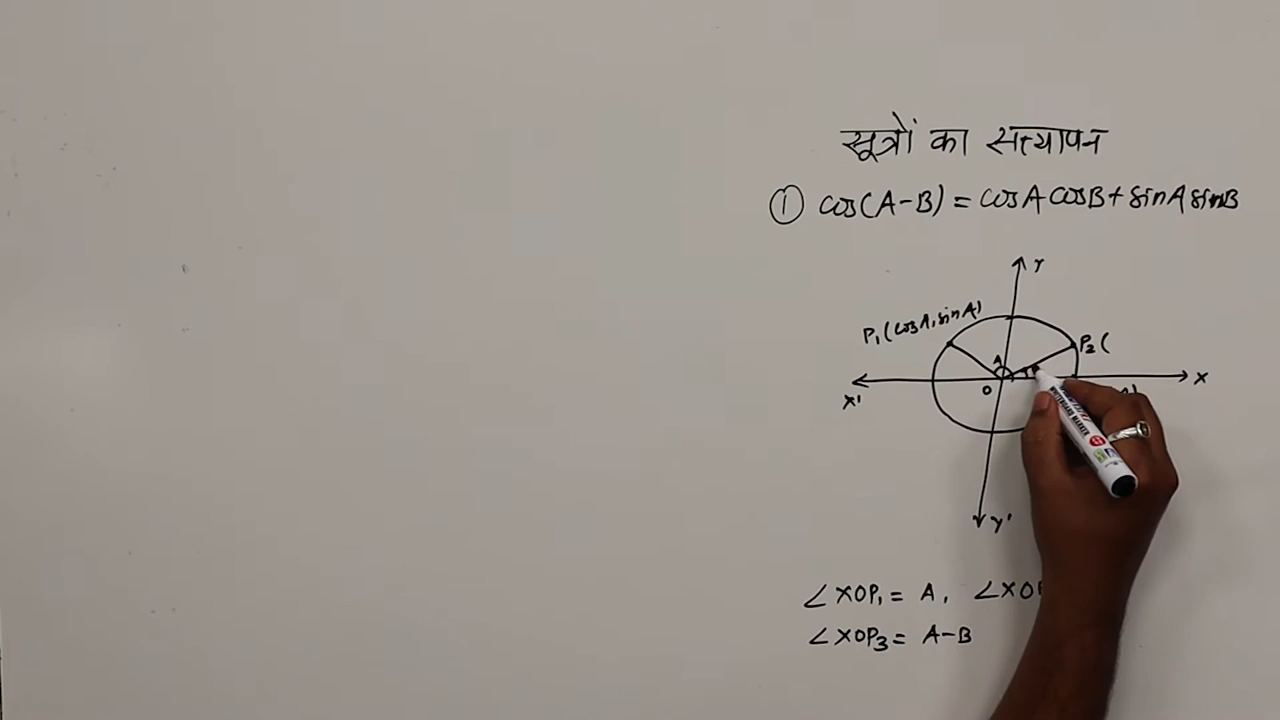 सूत्रों का सत्यापन
① cos(A-B) = cosA cosB + sinA sinB
Y
P₁(cosA, sinA)
P₂(
A
O
X
X'
Y'
∠XOP₁ = A, ∠XO
∠XOP₃ = A-B